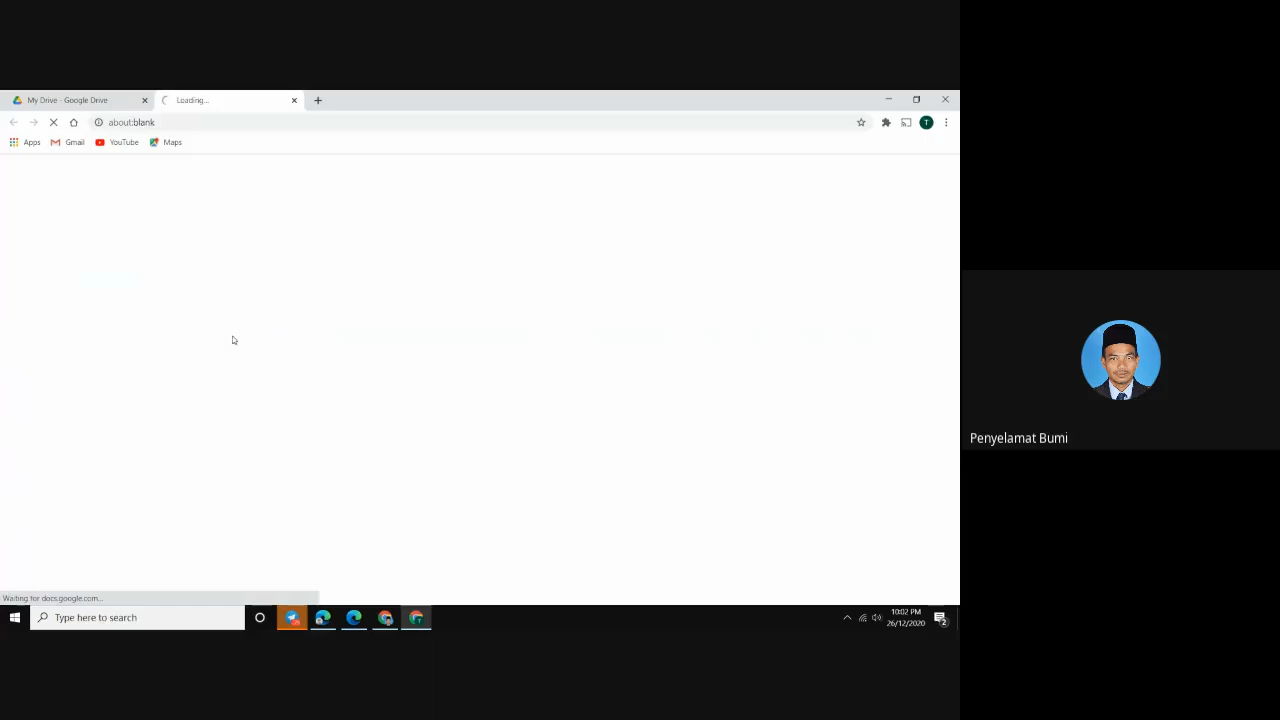 My Drive - Google Drive
Loading...
about:blank
Apps
Gmail
YouTube
Maps
T
Penyelamat Bumi
Waiting for docs.google.com...
Type here to search
10:02 PM
26/12/2020
2